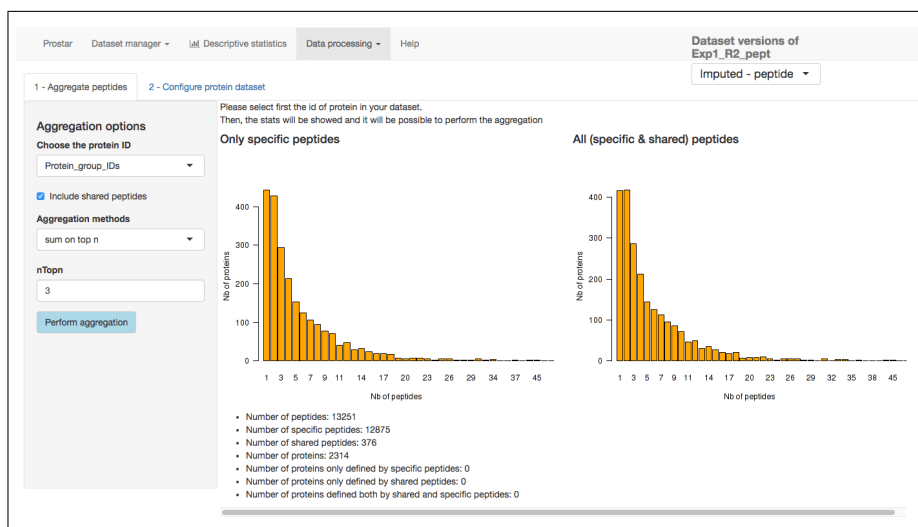 Prostar Dataset manager Descriptive statistics Data processing Help
Dataset versions of
Exp1_R2_pept
Imputed - peptide
1 - Aggregate peptides 2 - Configure protein dataset
Please select first the id of protein in your dataset.
Then, the stats will be showed and it will be possible to perform the aggregation
Aggregation options
Choose the protein ID
Protein_group_IDs
Include shared peptides
Aggregation methods
sum on top n
nTopn
3
Perform aggregation
Only specific peptides
400
300
200
100
0
Nb of proteins
1 3 5 7 9 11 14 17 20 23 26 29 34 37 45
Nb of peptides
All (specific & shared) peptides
400
300
200
100
0
Nb of proteins
1 3 5 7 9 11 14 17 20 23 26 29 32 35 38 45
Nb of peptides
Number of peptides: 13251
Number of specific peptides: 12875
Number of shared peptides: 376
Number of proteins: 2314
Number of proteins only defined by specific peptides: 0
Number of proteins only defined by shared peptides: 0
Number of proteins defined both by shared and specific peptides: 0